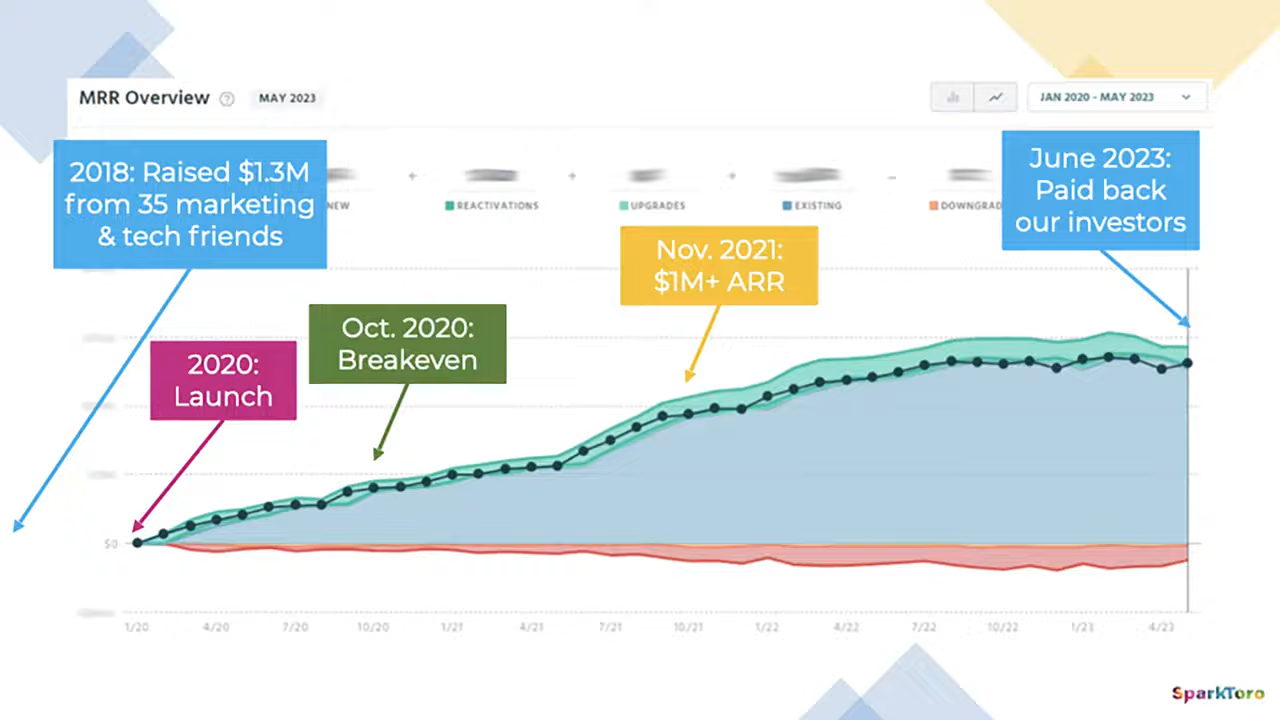 MRR Overview
MAY 2023
JAN 2020 - MAY 2023
2018: Raised $1.3M
from 35 marketing
& tech friends
June 2023:
Paid back
our investors
NEW
REACTIVATIONS
UPGRADES
EXISTING
DOWNGRAD
+
+
+
–
Nov. 2021:
$1M+ ARR
Oct. 2020:
Breakeven
2020:
Launch
$0
1/20
4/20
7/20
10/20
1/21
4/21
7/21
10/21
1/22
4/22
7/22
10/22
1/23
4/23
SparkToro